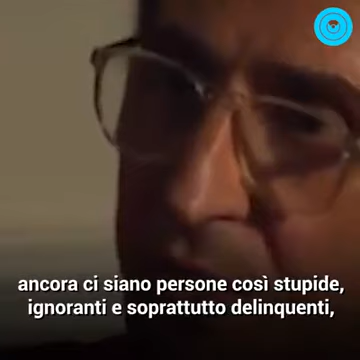 ancora ci siano persone così stupide,
ignoranti e soprattutto delinquenti,